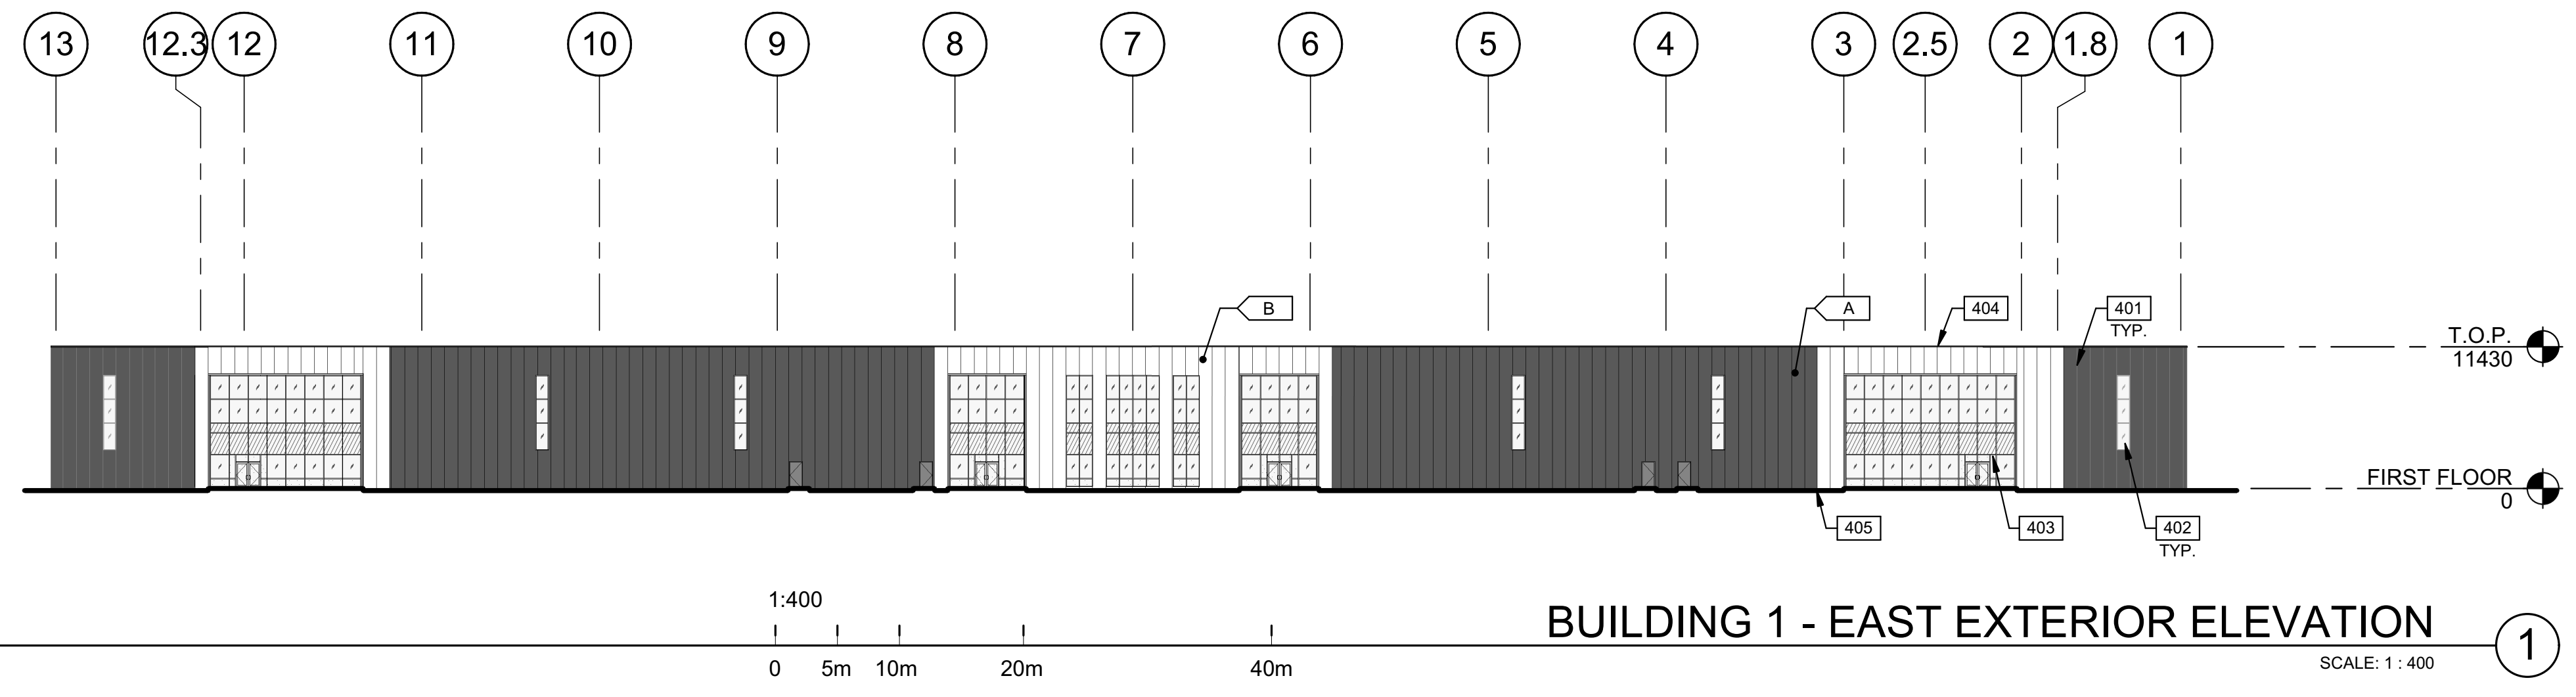 13 12.3 12 11 10 9 8 7 6 5 4 3 2.5 2 1.8 1
B A 404 401
TYP.
T.O.P.
11430
FIRST FLOOR
0
405 403 402
TYP.
1:400
0 5m 10m 20m 40m
BUILDING 1 - EAST EXTERIOR ELEVATION
1
SCALE: 1 : 400